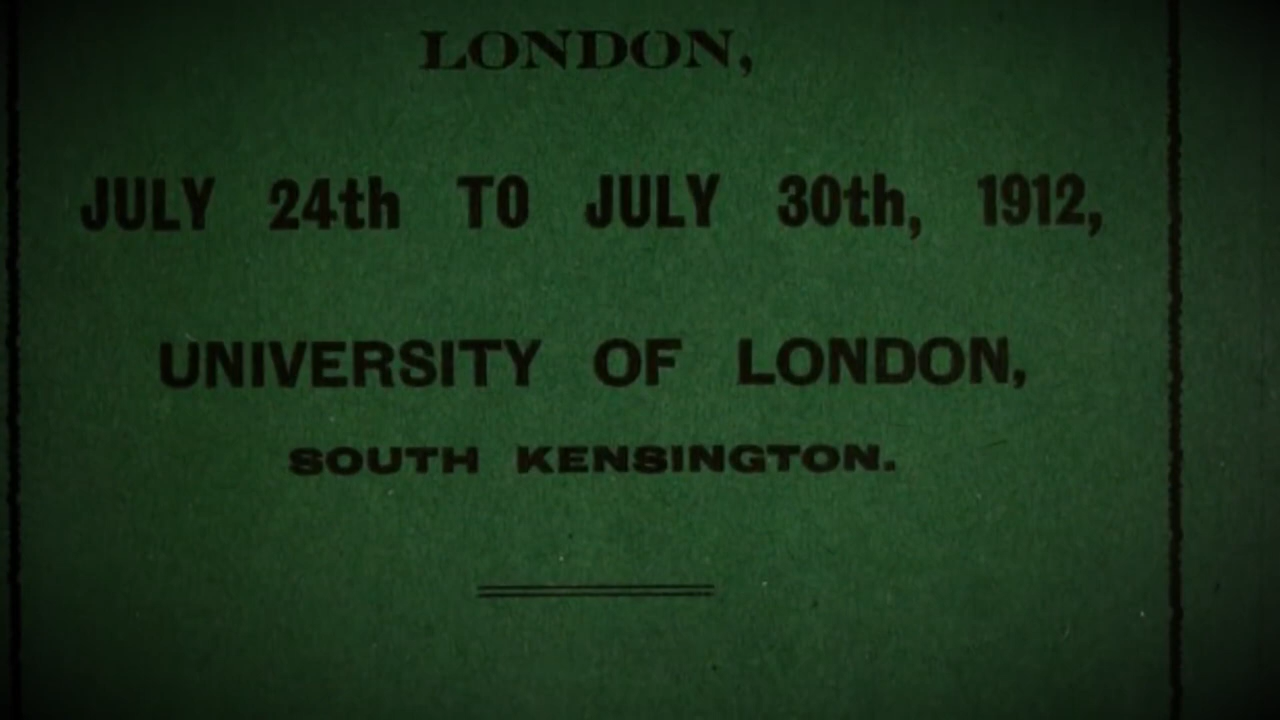 LONDON,
JULY 24th TO JULY 30th, 1912,
UNIVERSITY OF LONDON,
SOUTH KENSINGTON.